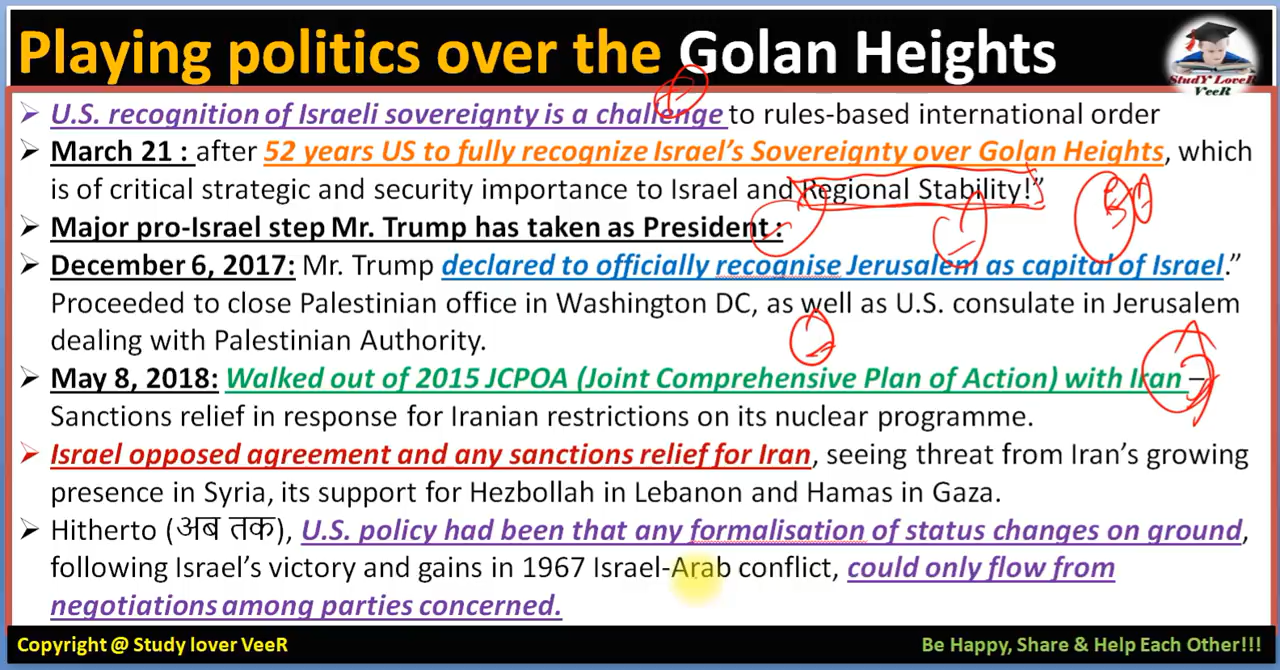 Playing politics over the Golan Heights
StudY LoveR
VeeR
➢ U.S. recognition of Israeli sovereignty is a challenge to rules-based international order
➢ March 21 : after 52 years US to fully recognize Israel's Sovereignty over Golan Heights, which
is of critical strategic and security importance to Israel and Regional Stability!"
➢ Major pro-Israel step Mr. Trump has taken as President :
➢ December 6, 2017: Mr. Trump declared to officially recognise Jerusalem as capital of Israel."
Proceeded to close Palestinian office in Washington DC, as well as U.S. consulate in Jerusalem
dealing with Palestinian Authority.
➢ May 8, 2018: Walked out of 2015 JCPOA (Joint Comprehensive Plan of Action) with Iran –
Sanctions relief in response for Iranian restrictions on its nuclear programme.
➢ Israel opposed agreement and any sanctions relief for Iran, seeing threat from Iran's growing
presence in Syria, its support for Hezbollah in Lebanon and Hamas in Gaza.
➢ Hitherto (अब तक), U.S. policy had been that any formalisation of status changes on ground,
following Israel's victory and gains in 1967 Israel-Arab conflict, could only flow from
negotiations among parties concerned.
Copyright @ Study lover VeeR
Be Happy, Share & Help Each Other!!!